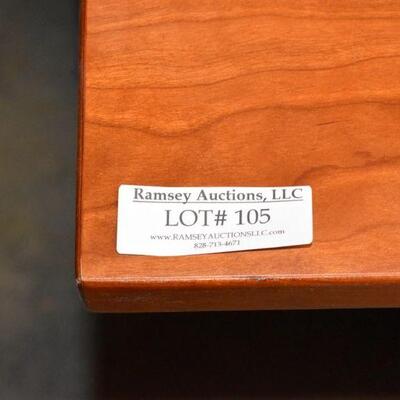 Ramsey Auctions, LLC
LOT# 105
www.RAMSEYAUCTIONSLLC.com
828-713-4671